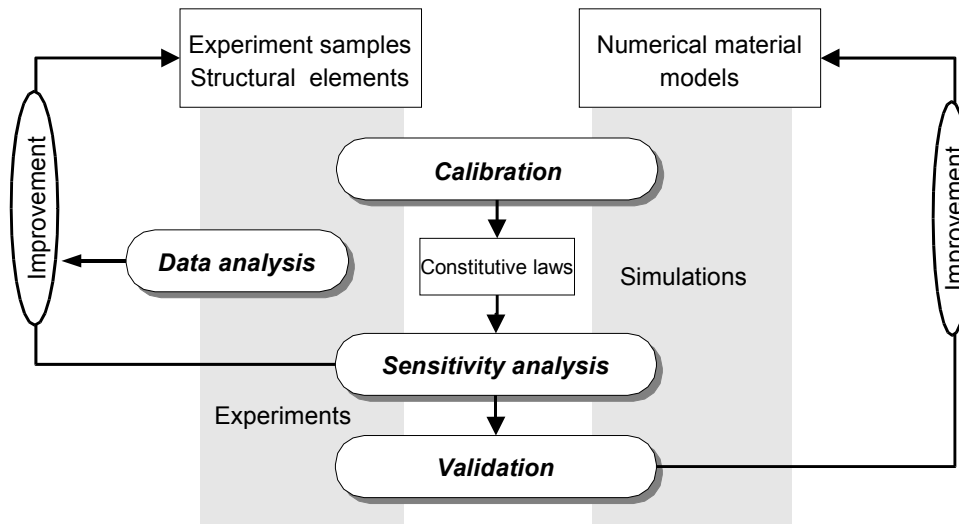 Experiment samples
Structural elements
Numerical material
models
Calibration
Improvement
Data analysis
Constitutive laws
Simulations
Improvement
Sensitivity analysis
Experiments
Validation